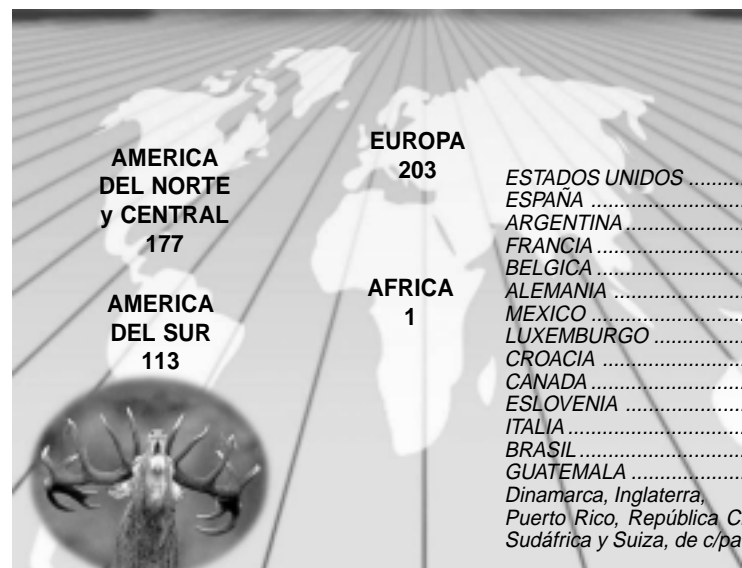 AMERICA
DEL NORTE
y CENTRAL
177
EUROPA
203
AMERICA
DEL SUR
113
AFRICA
1
ESTADOS UNIDOS ..........
ESPAÑA ..........
ARGENTINA ..........
FRANCIA ..........
BELGICA ..........
ALEMANIA ..........
MEXICO ..........
LUXEMBURGO ..........
CROACIA ..........
CANADA ..........
ESLOVENIA ..........
ITALIA ..........
BRASIL ..........
GUATEMALA ..........
Dinamarca, Inglaterra,
Puerto Rico, República
Sudáfrica y Suiza, de